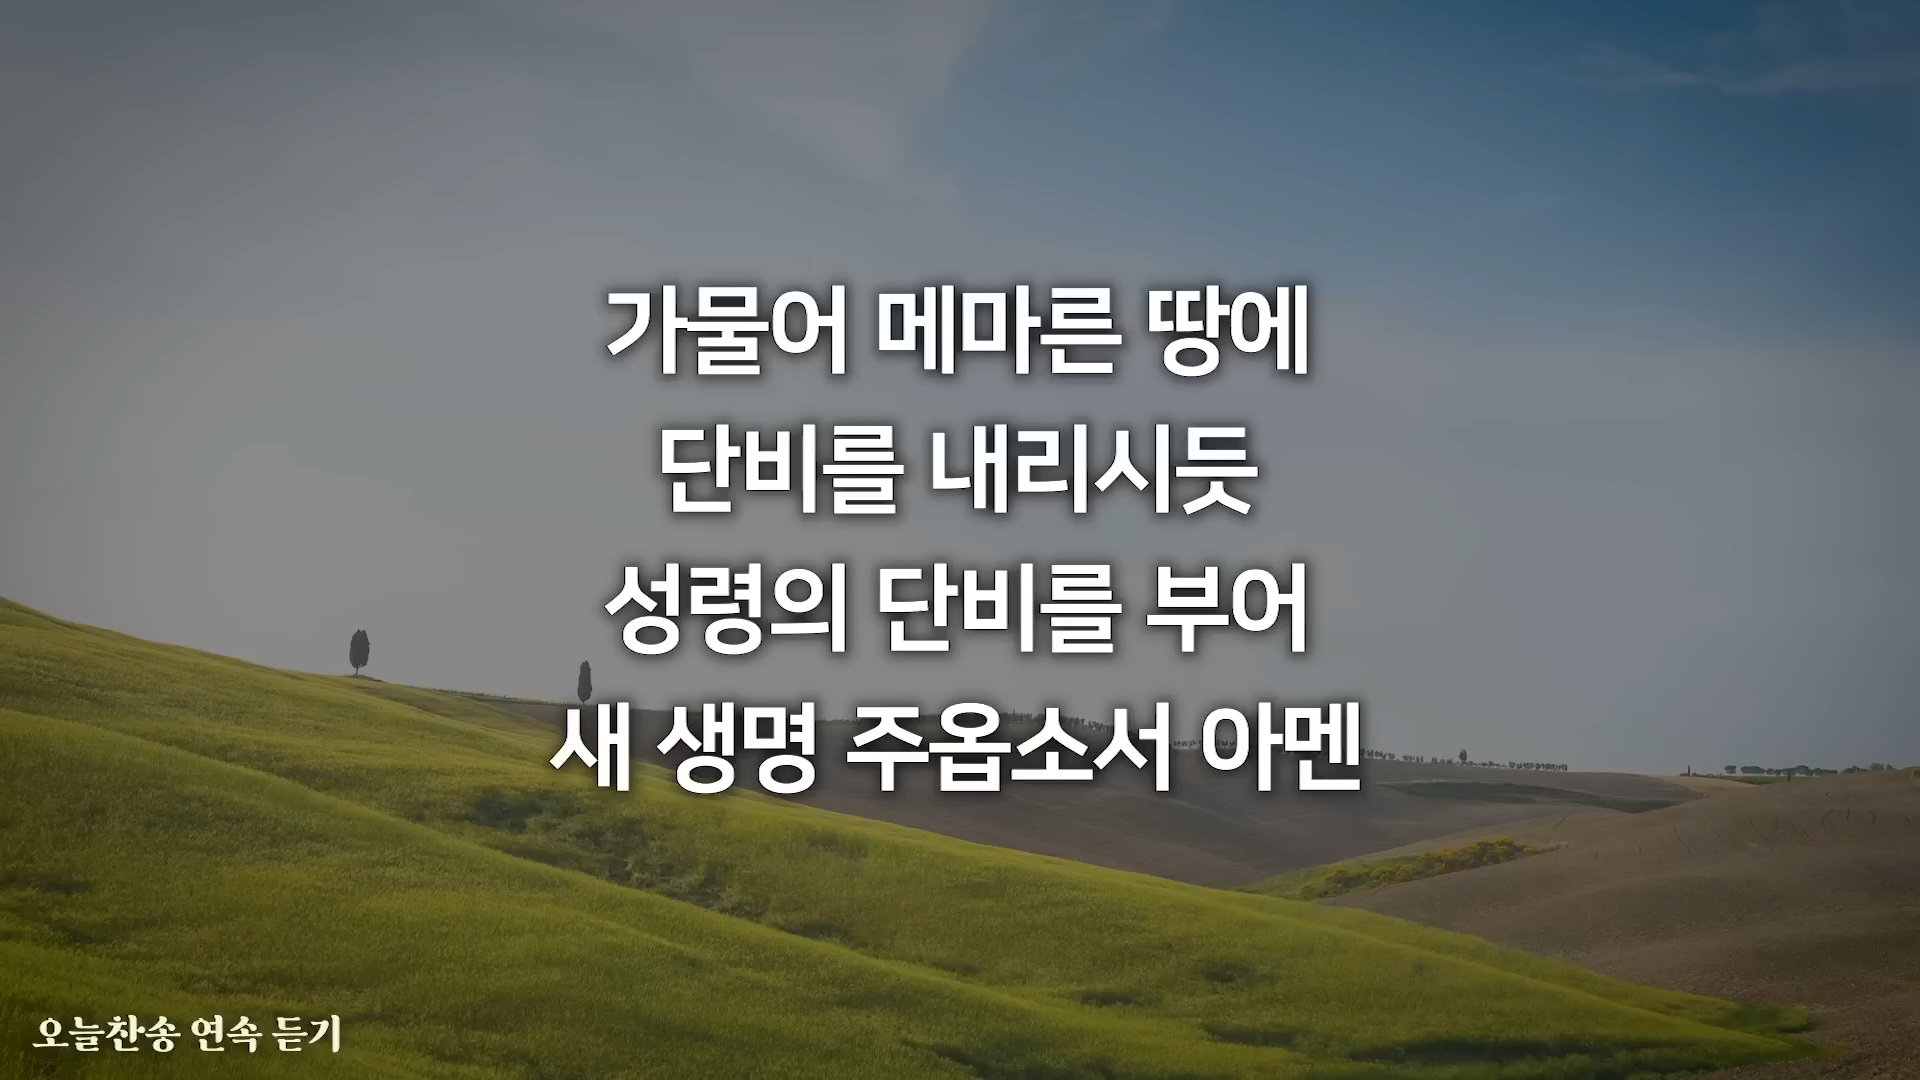 가물어 메마른 땅에
단비를 내리시듯
성령의 단비를 부어
새 생명 주옵소서 아멘
오늘찬송 연속 듣기